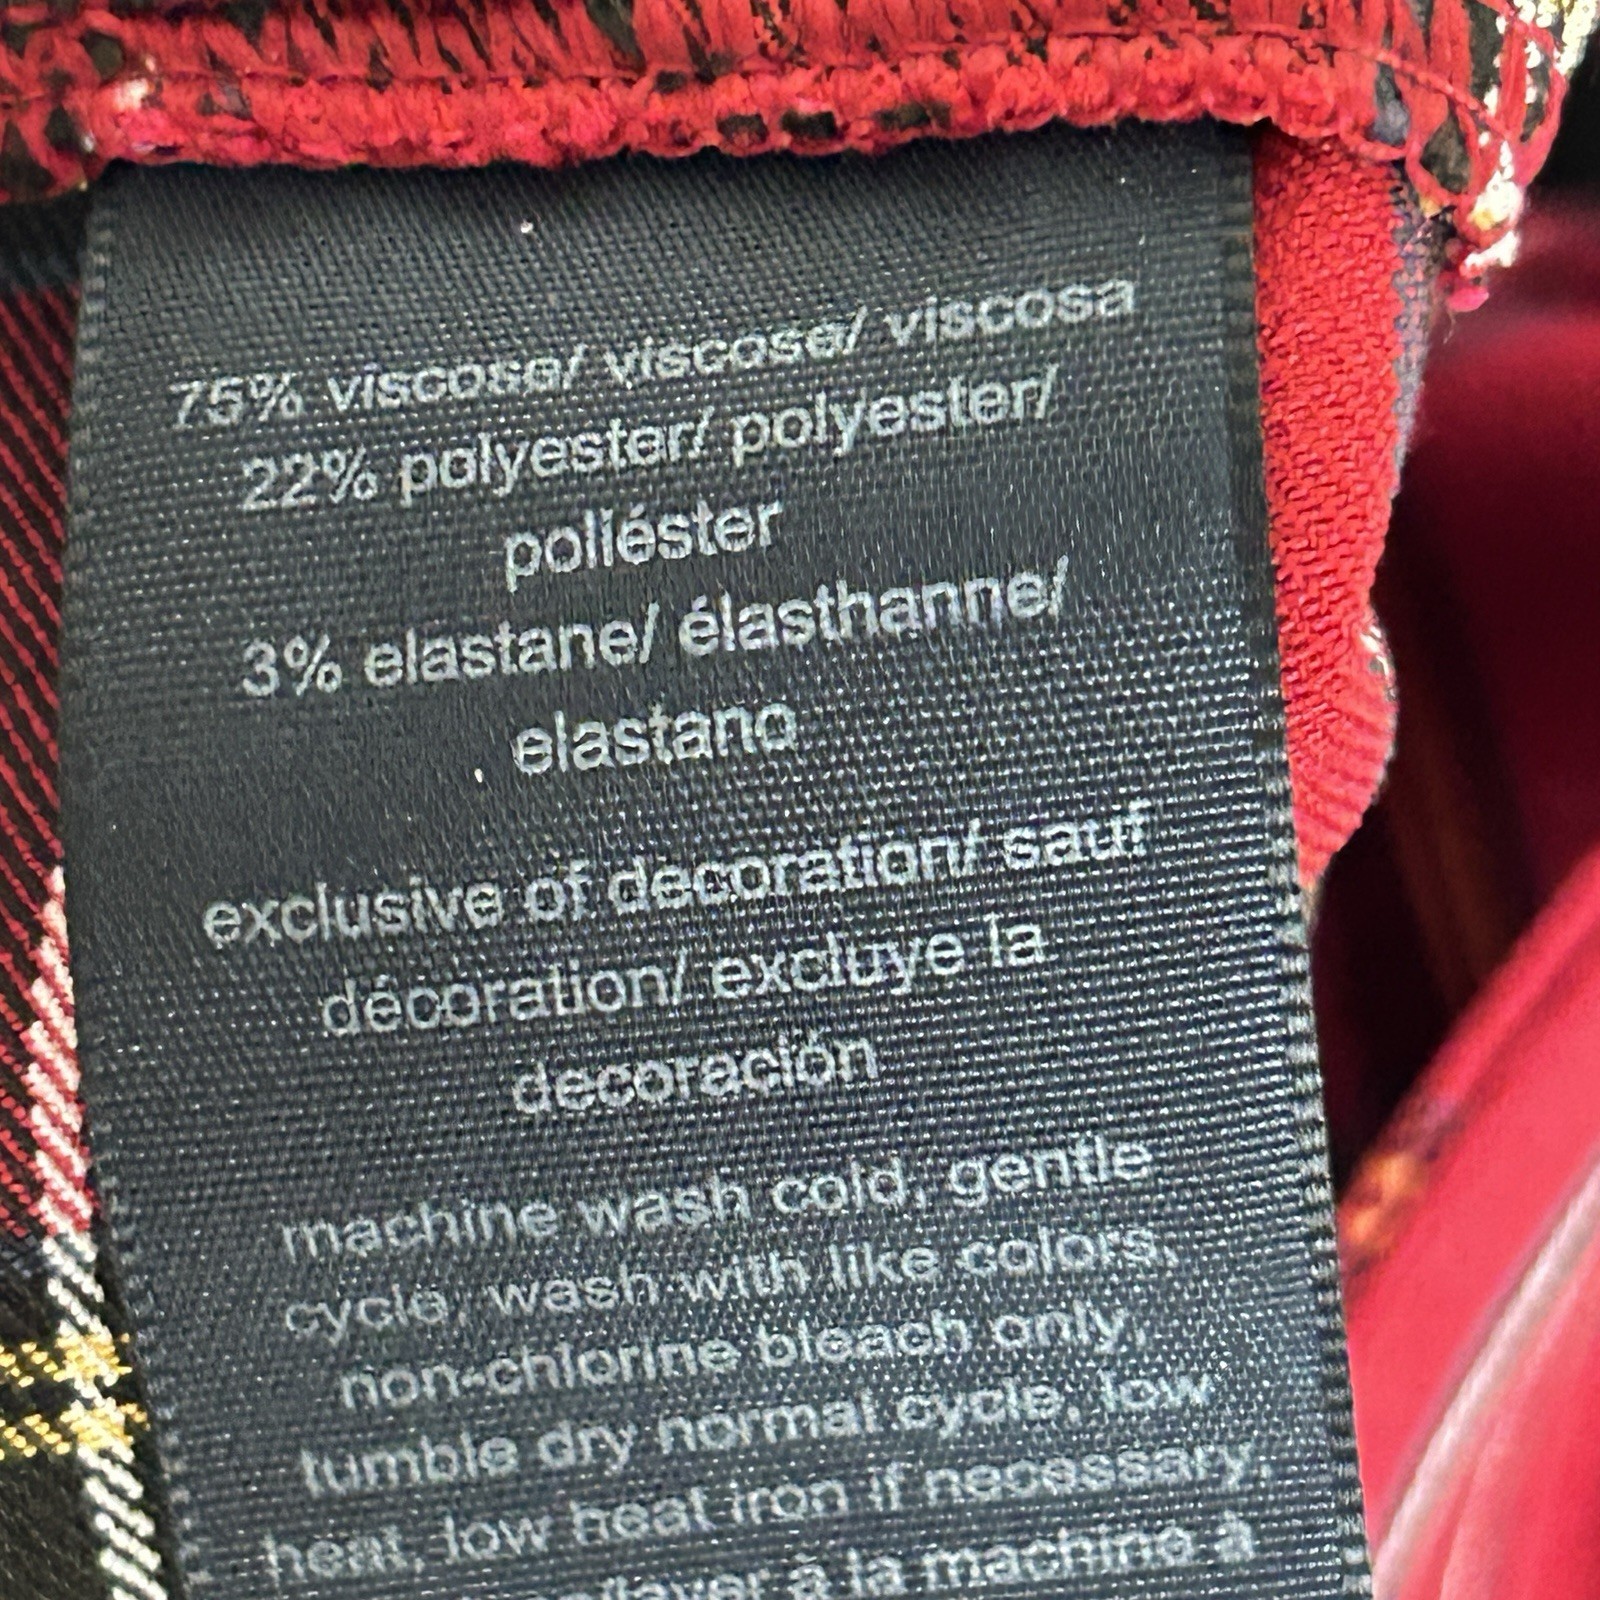 75% viscose/ viscose/ viscosa
22% polyester/ polyester/
poliéster
3% elastane/ élasthanne/
elastano
exclusive of decoration/ sauf
décoration/ excluye la
decoración
machine wash cold, gentle
cycle, wash with like colors,
non-chlorine bleach only,
tumble dry normal cycle, low
heat, low heat iron if necessary,
à la machine à